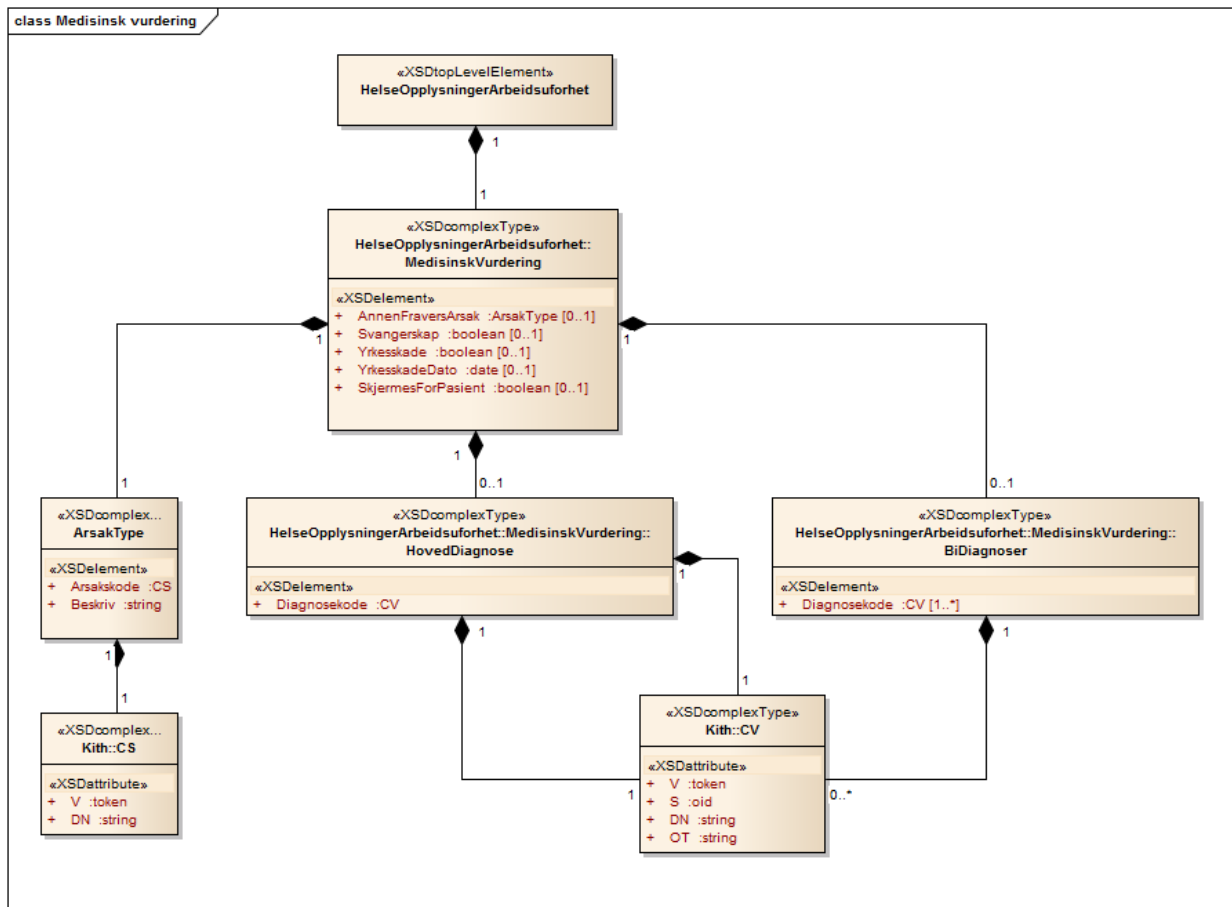 class Medisinsk vurdering
«XSDtopLevelElement»
HelseOpplysningerArbeidsuforhet
1
1
«XSDcomplexType»
HelseOpplysningerArbeidsuforhet::
MedisinskVurdering
«XSDelement»
+ AnnenFraversArsak :ArsakType [0..1]
+ Svangerskap :boolean [0..1]
+ Yrkesskade :boolean [0..1]
+ YrkesskadeDato :date [0..1]
+ SkjermesForPasient :boolean [0..1]
1
1
1
1
0..1
0..1
«XSDcomplex...
ArsakType
«XSDelement»
+ Arsakskode :CS
+ Beskriv :string
«XSDcomplexType»
HelseOpplysningerArbeidsuforhet::MedisinskVurdering::
HovedDiagnose
«XSDelement»
+ Diagnosekode :CV
«XSDcomplexType»
HelseOpplysningerArbeidsuforhet::MedisinskVurdering::
BiDiagnoser
«XSDelement»
+ Diagnosekode :CV [1..*]
1
1
1
1
1
1
«XSDcomplex...
Kith::CS
«XSDattribute»
+ V :token
+ DN :string
«XSDcomplexType»
Kith::CV
«XSDattribute»
+ V :token
+ S :oid
+ DN :string
+ OT :string
1
0..*